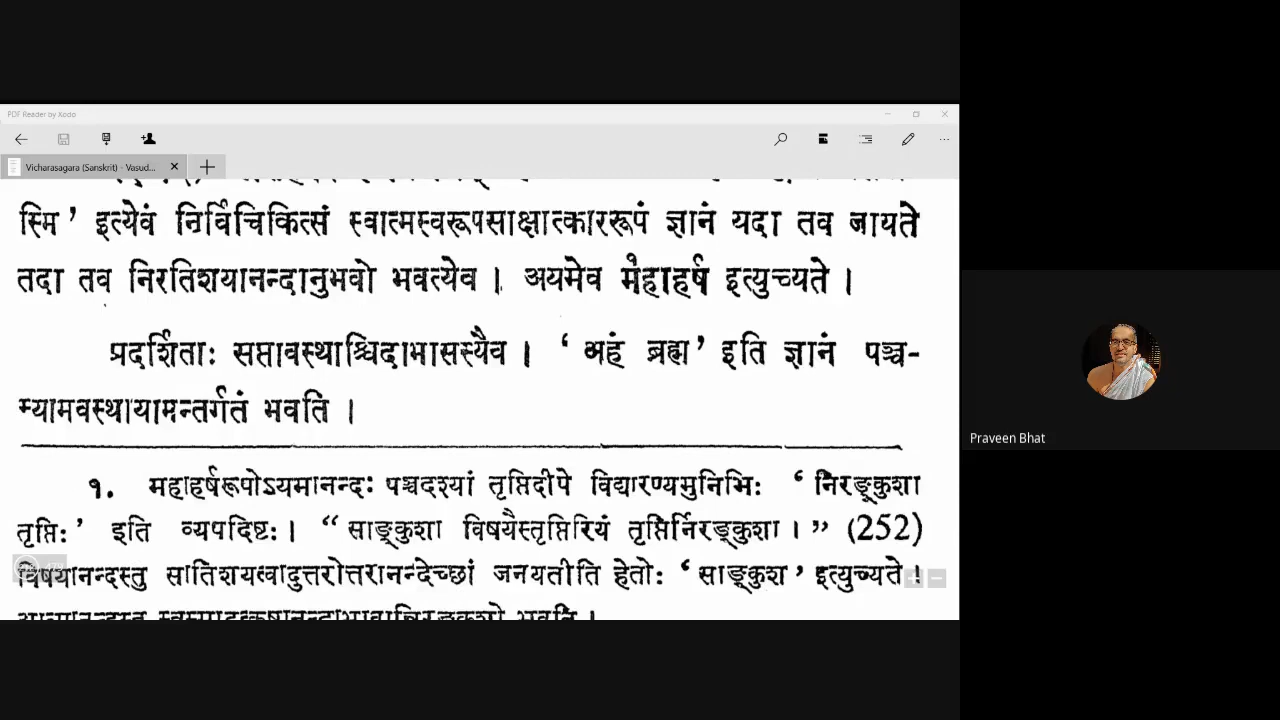 PDF Reader by Xodo
Vicharasagara (Sanskrit) - Vasud...
स्मि’ इत्येवं निर्विचिकित्सं स्वात्मस्वरूपसाक्षात्काररूपं ज्ञानं यदा तव जायते
तदा तव निरतिशयानन्दानुभवो भवत्येव । अयमेव महाहर्ष इत्युच्यते ।
प्रदर्शिताः सप्तावस्थाश्चिदाभासस्यैव । ‘अहं ब्रह्म’ इति ज्ञानं पञ्च-
म्यामवस्थायामन्तर्गतं भवति ।
१. महाहर्षरूपोऽयमानन्दः पञ्चदश्यां तृप्तिदीपे विद्यारण्यमुनिभिः ‘निरङ्कुशा
तृप्तिः’ इति व्यपदिष्टः । “साङ्कुशा विषयैस्तृप्तिरियं तृप्तिर्निरङ्कुशा ।” (252)
विषयानन्दस्तु सातिशयत्वादुत्तरोत्तरानन्देच्छां जनयतीति हेतोः ‘साङ्कुश’ इत्युच्यते ।
Praveen Bhat